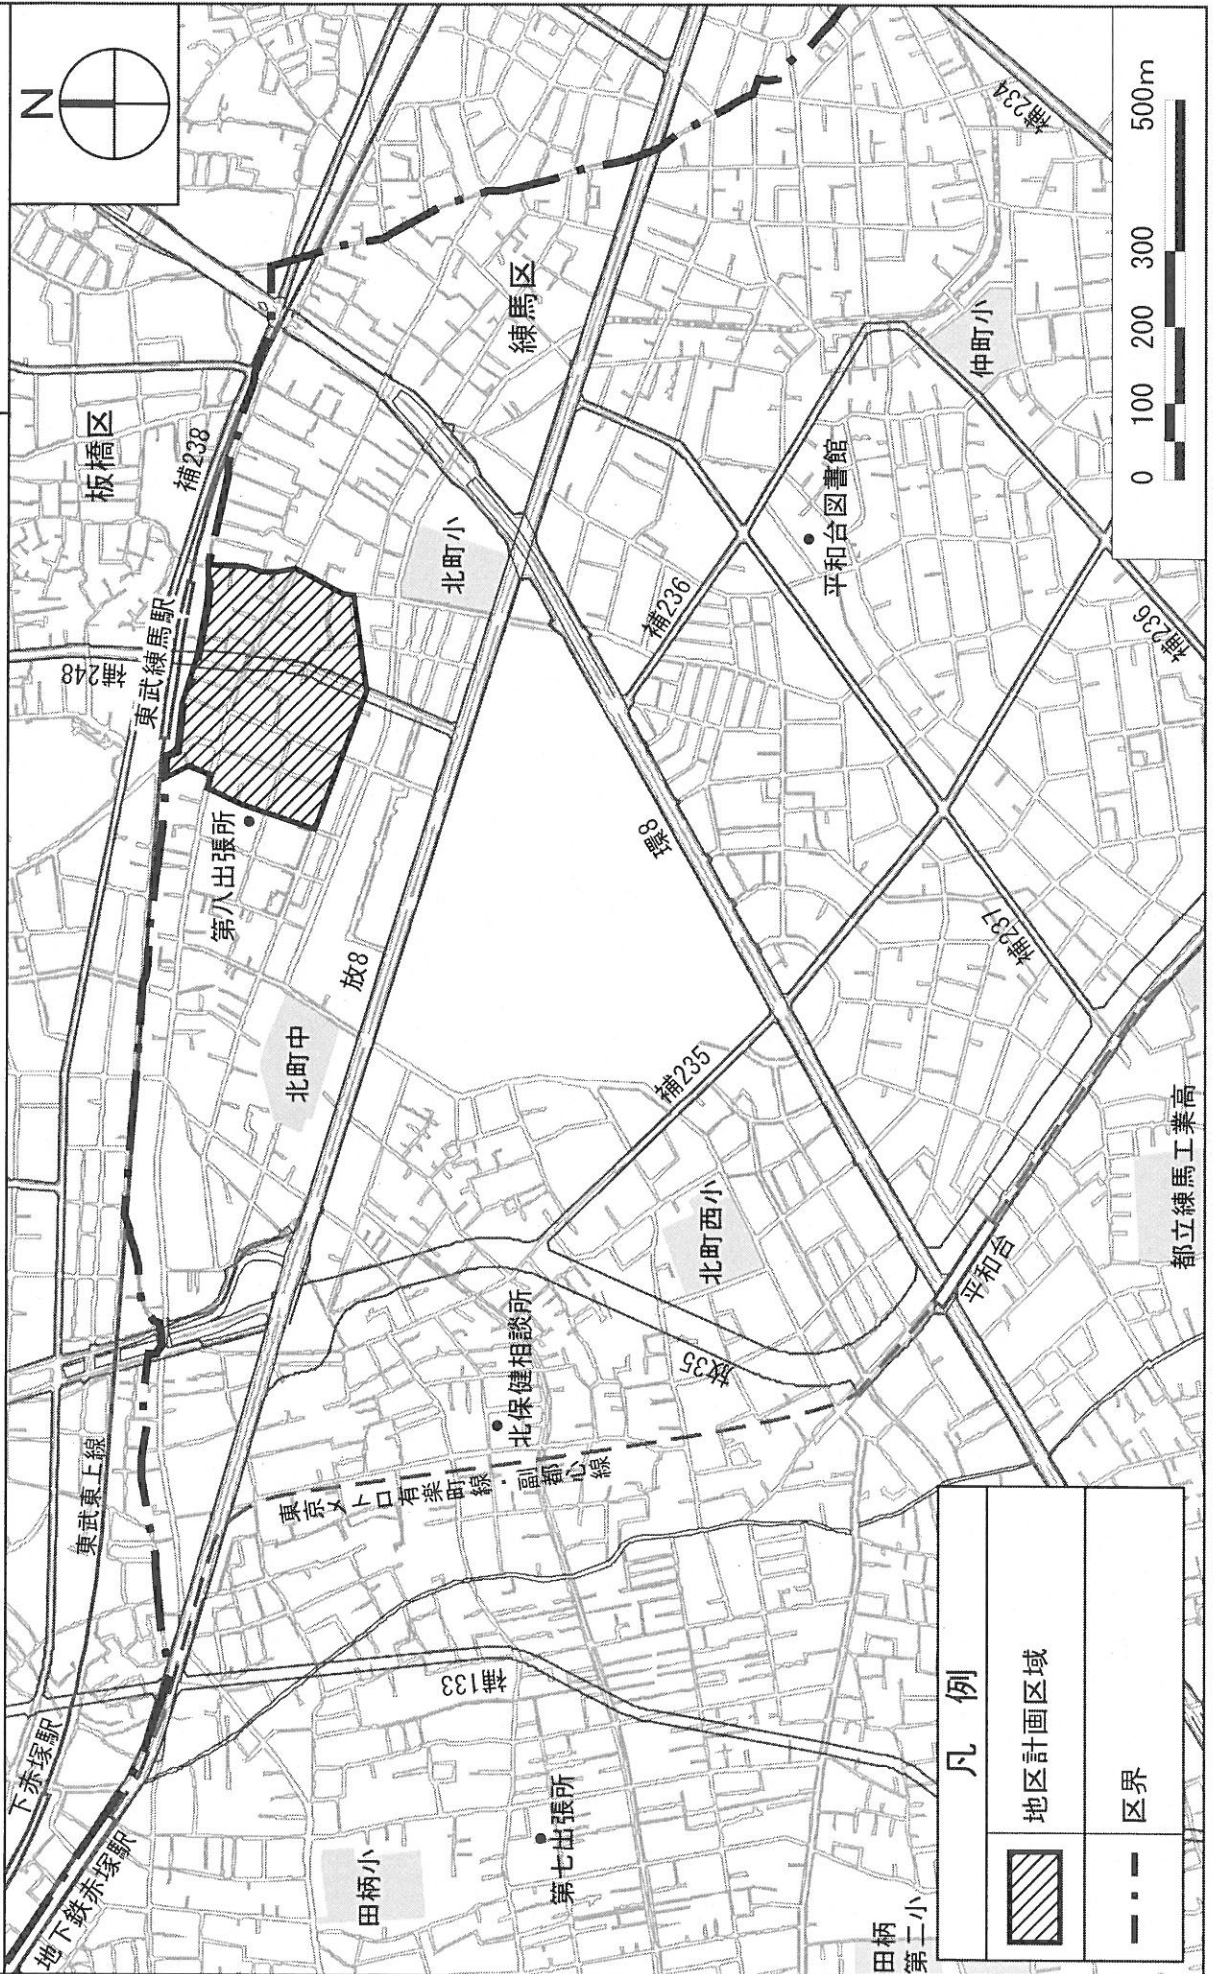 N
板橋区
補238
東武練馬駅
補248
練馬区
第八出張所
北町小
放8
北町中
東武東上線
下赤塚駅
地下鉄赤塚駅
環8
補236
平和台図書館
仲町小
補234
補235
補237
補236
北町西小
平和台
都立練馬工業高
放35
北保健相談所
東京メトロ有楽町線・副都心線
補133
田柄小
第七出張所
田柄
第二小
凡例
地区計画区域
区界
0 100 200 300 500m